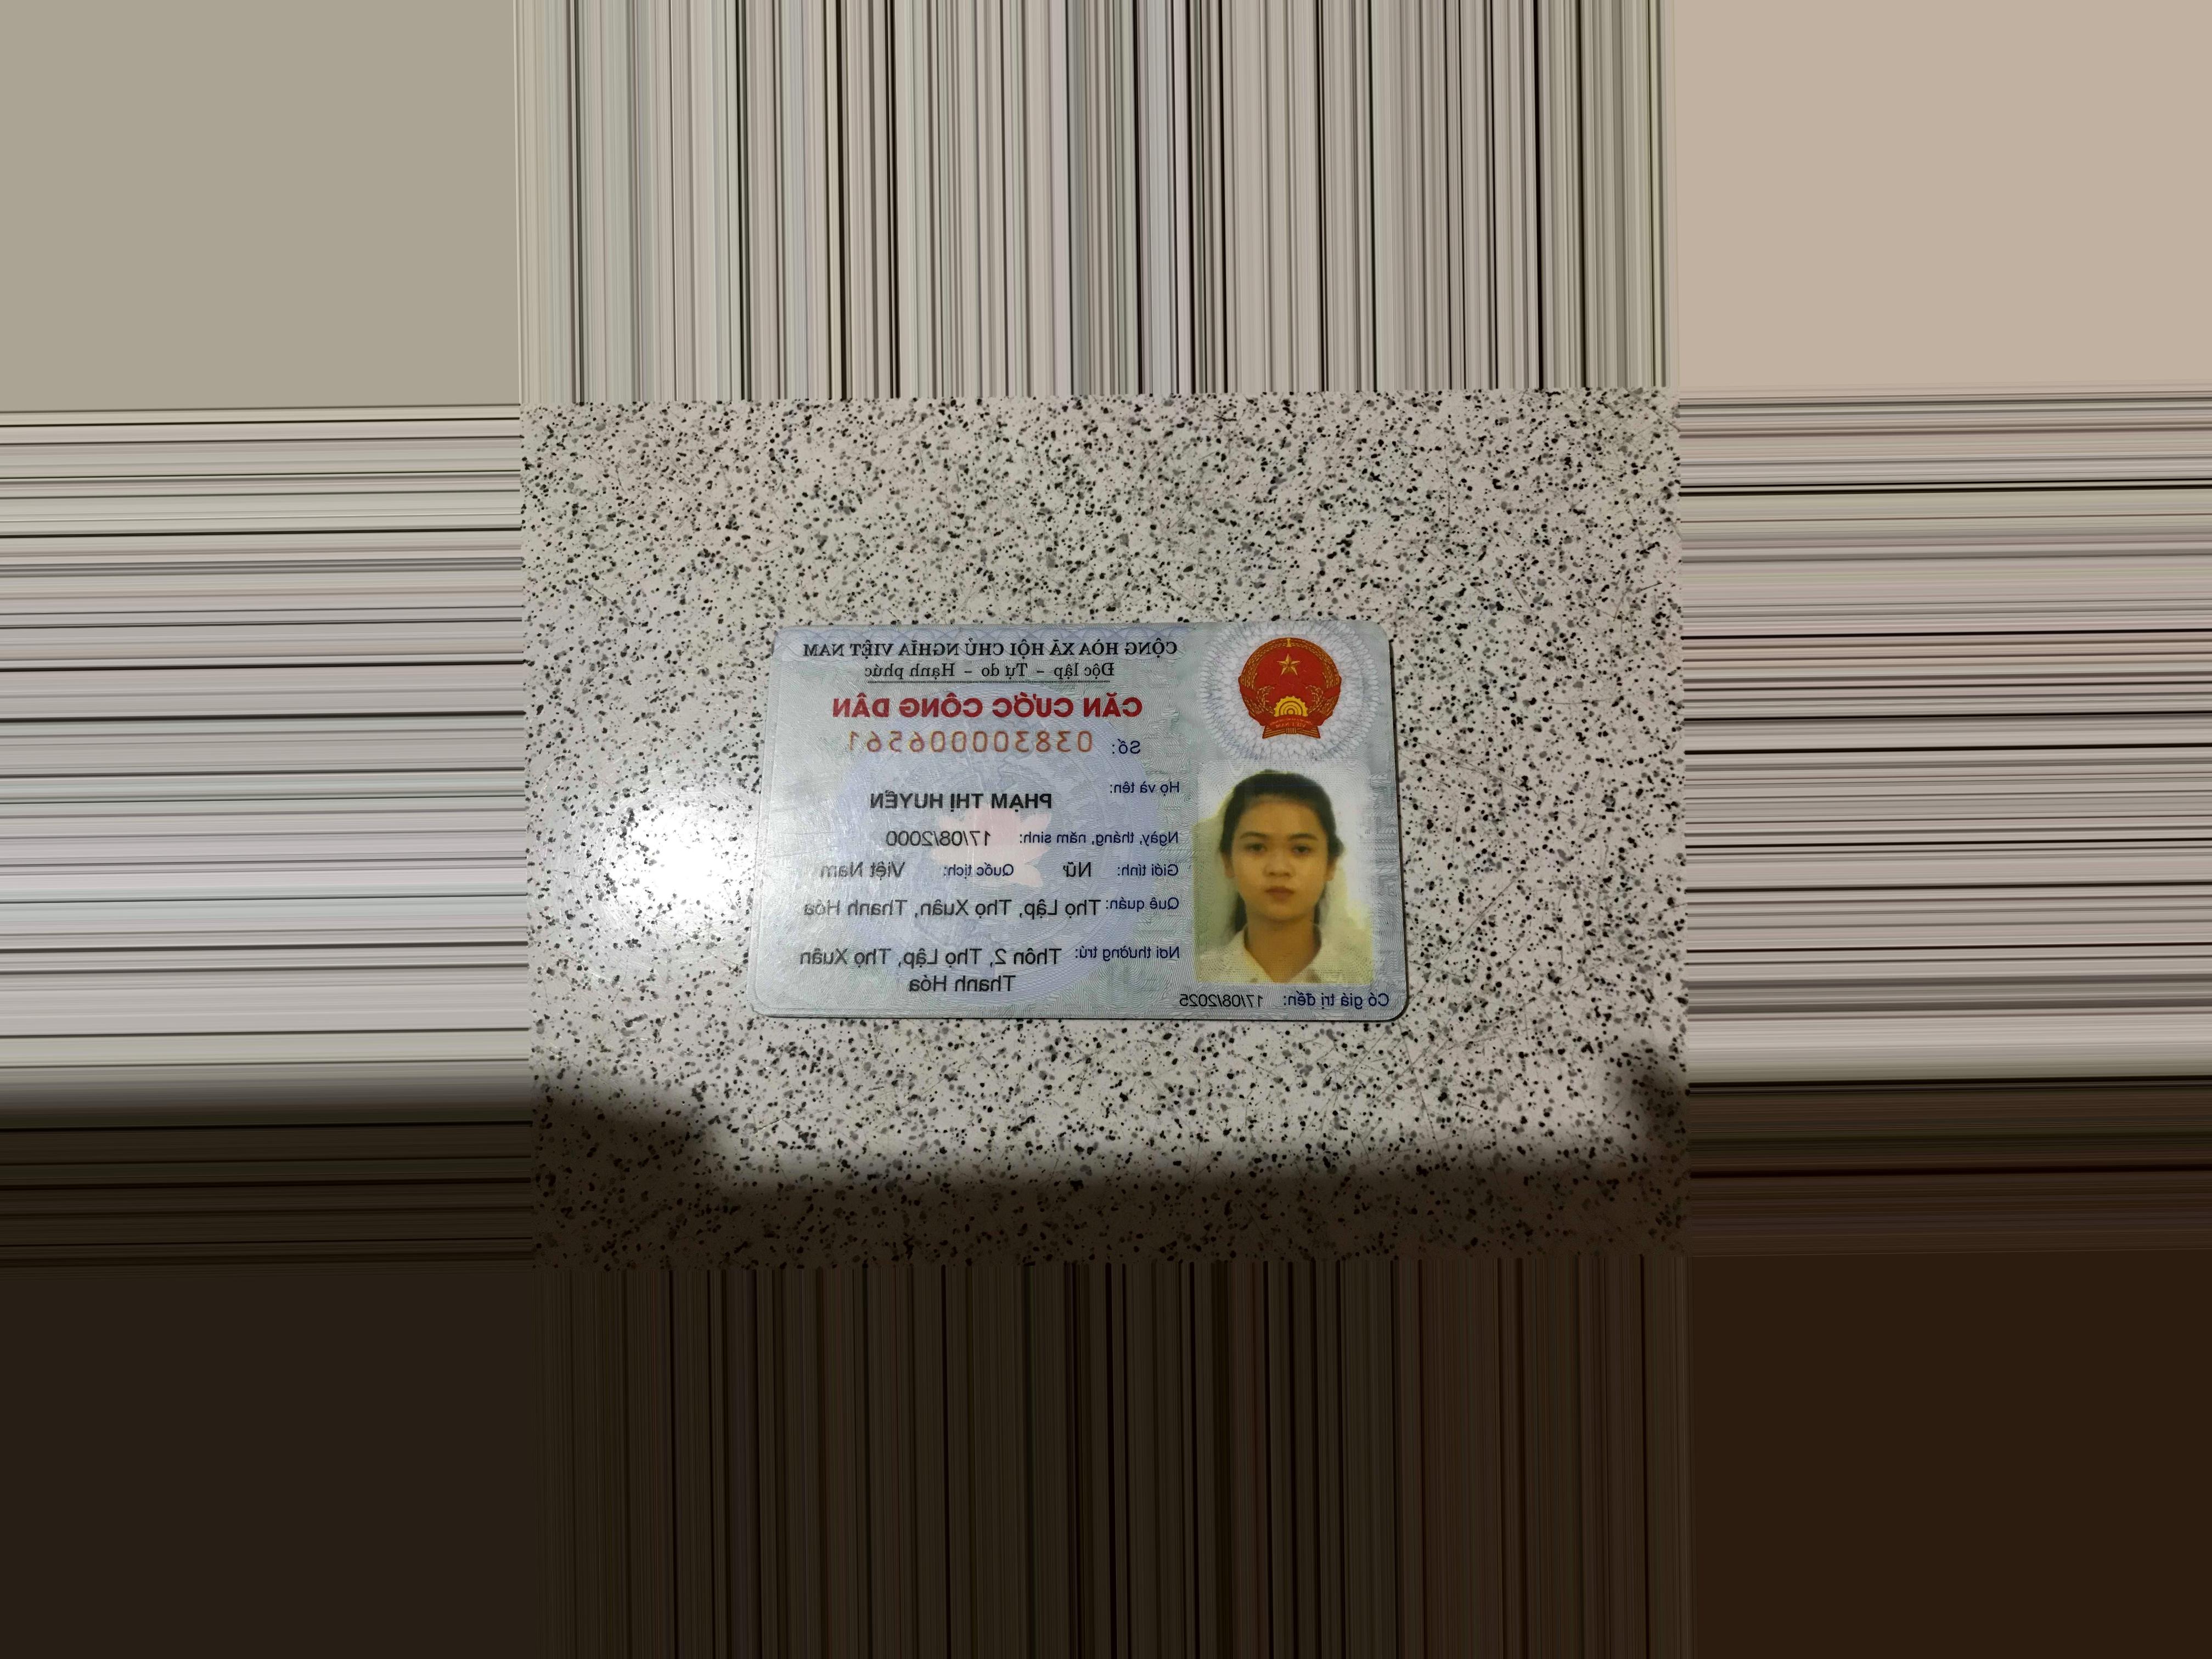 CỘNG HÒA XÃ HỘI CHỦ NGHĨA VIỆT NAM
Độc lập - Tự do - Hạnh phúc
CĂN CƯỚC CÔNG DÂN
Số: 038300006561
Họ và tên:
PHẠM THỊ HUYỀN
Ngày, tháng, năm sinh: 17/08/2000
Giới tính: Nữ Quốc tịch: Việt Nam
Quê quán: Thọ Lập, Thọ Xuân, Thanh Hóa
Nơi thường trú: Thôn 2, Thọ Lập, Thọ Xuân
Thanh Hóa
Có giá trị đến: 17/08/2025